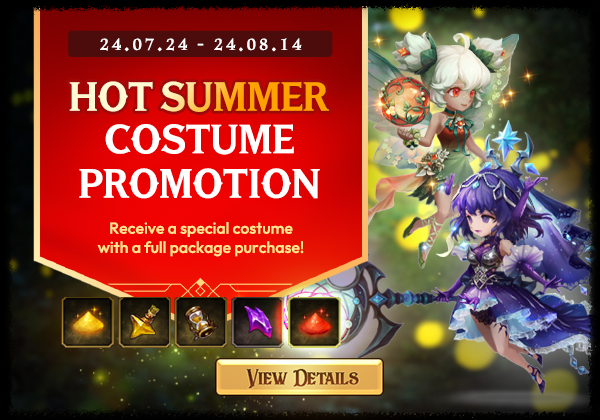 24.07.24 - 24.08.14
HOT SUMMER
COSTUME
PROMOTION
Receive a special costume
with a full package purchase!
View Details